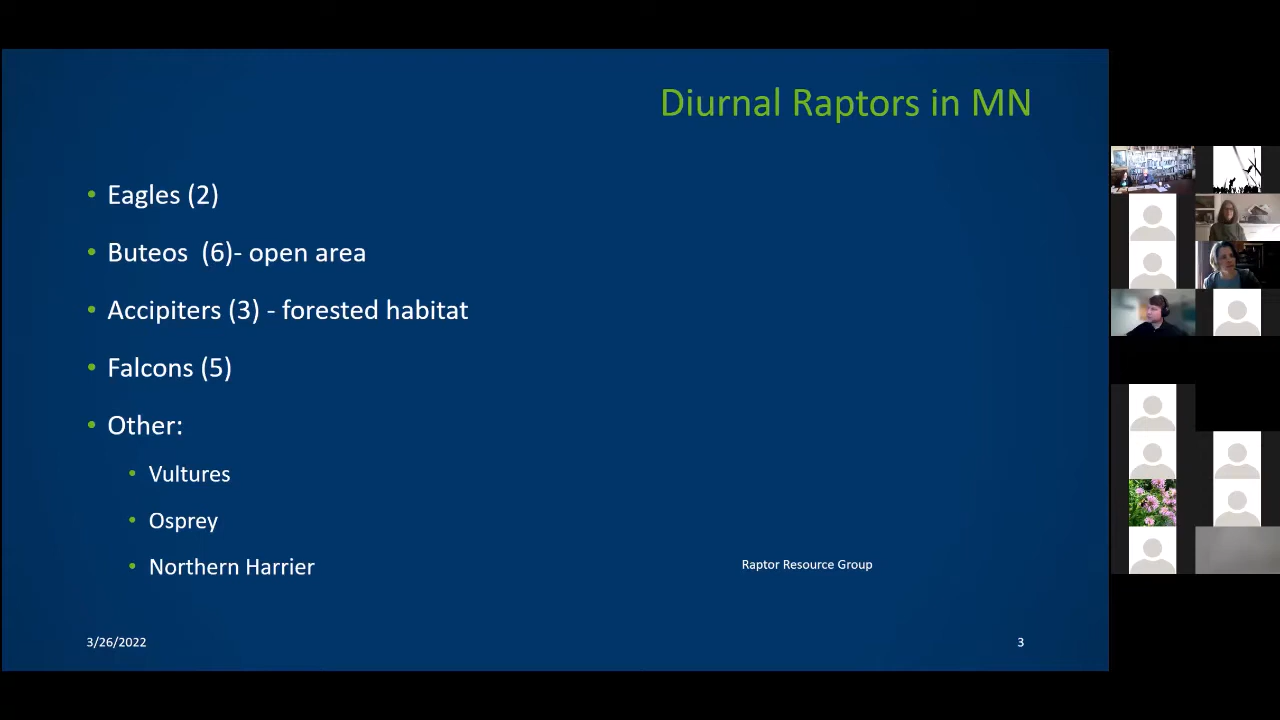 Diurnal Raptors in MN
• Eagles (2)
• Buteos (6)- open area
• Accipiters (3) - forested habitat
• Falcons (5)
• Other:
• Vultures
• Osprey
• Northern Harrier
Raptor Resource Group
3/26/2022
3